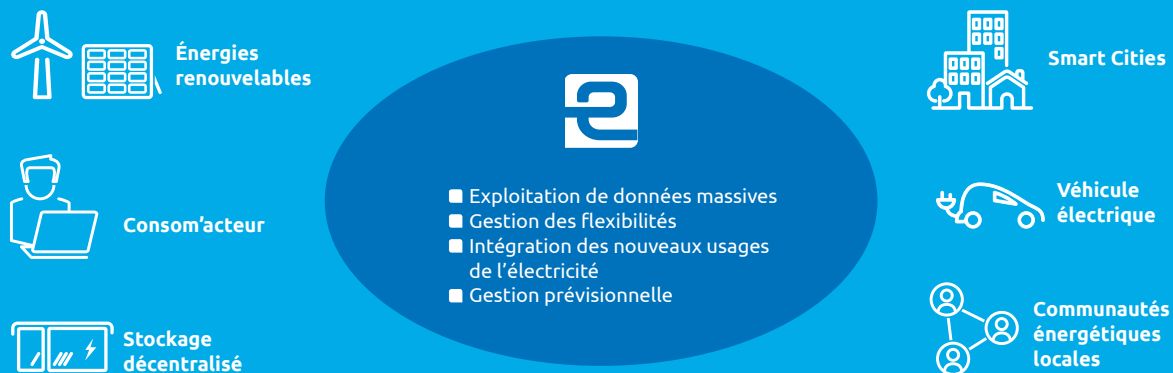 Énergies
renouvelables
Consom'acteur
Stockage
décentralisé
Exploitation de données massives
Gestion des flexibilités
Intégration des nouveaux usages
de l'électricité
Gestion prévisionnelle
Smart Cities
Véhicule
électrique
Communautés
énergétiques
locales